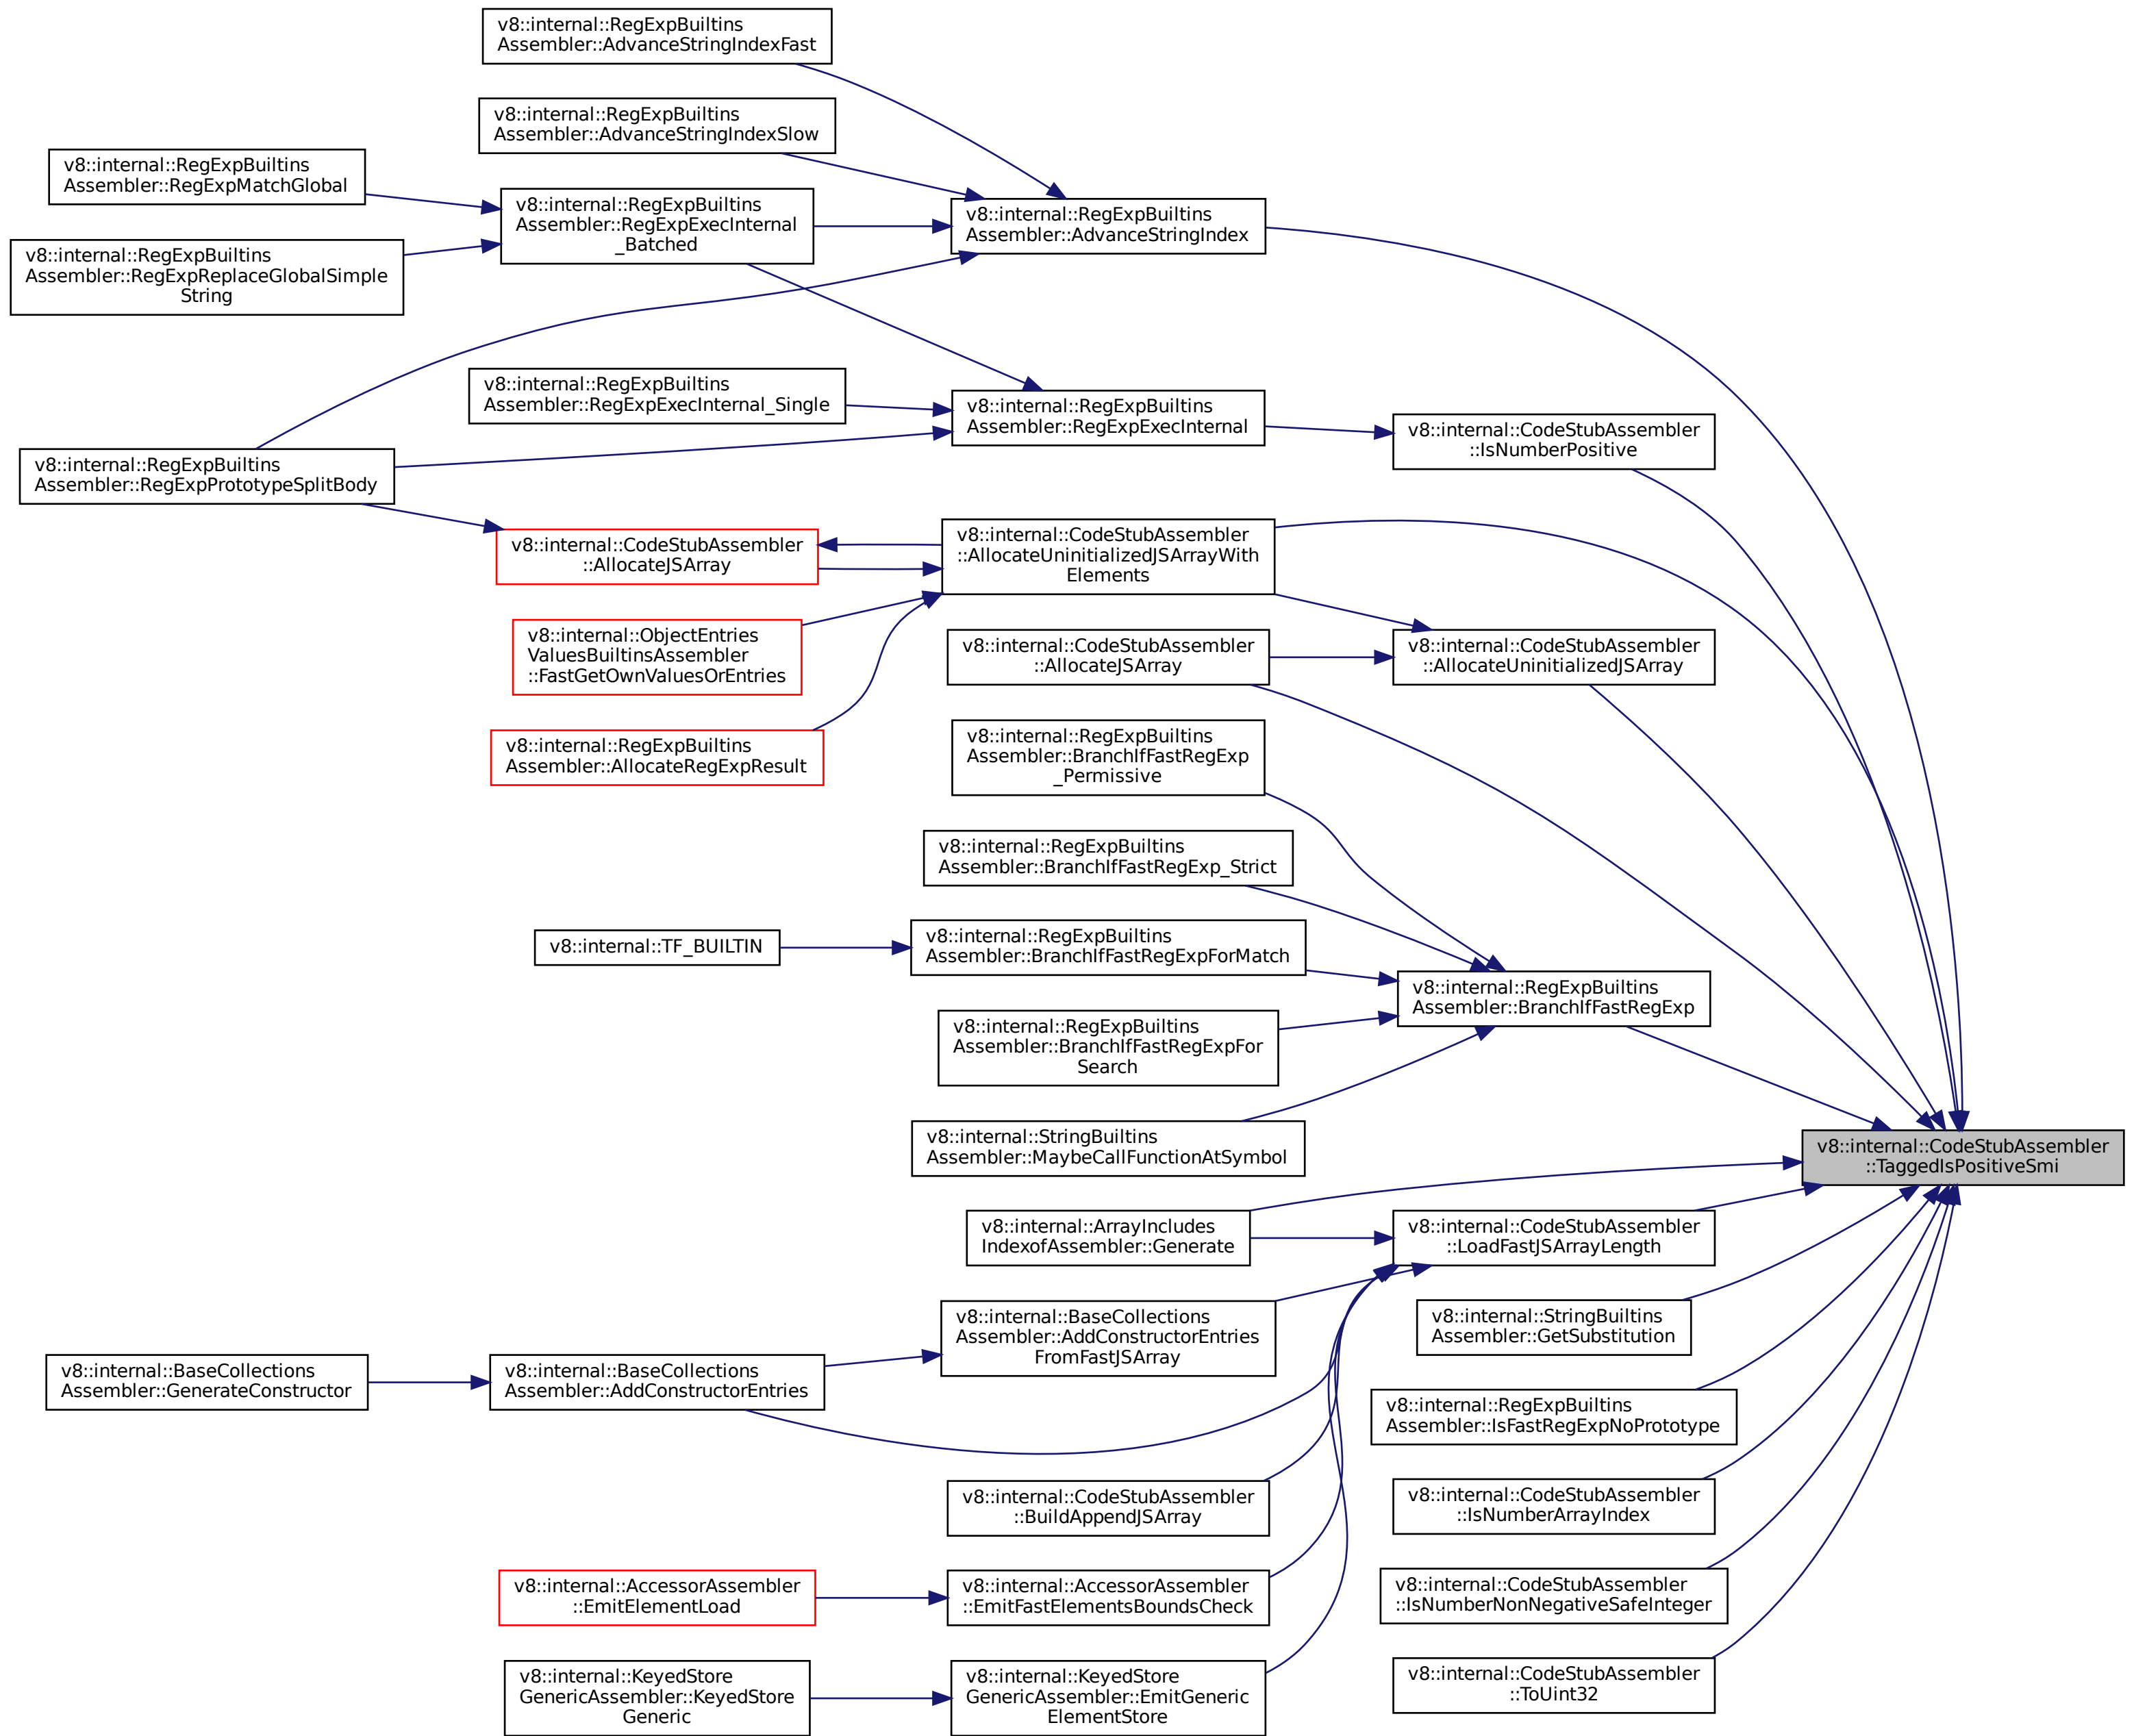 v8::internal::RegExpBuiltins
Assembler::AdvanceStringIndexFast
v8::internal::RegExpBuiltins
Assembler::AdvanceStringIndexSlow
v8::internal::RegExpBuiltins
Assembler::RegExpMatchGlobal
v8::internal::RegExpBuiltins
Assembler::RegExpExecInternal
_Batched
v8::internal::RegExpBuiltins
Assembler::AdvanceStringIndex
v8::internal::RegExpBuiltins
Assembler::RegExpReplaceGlobalSimple
String
v8::internal::RegExpBuiltins
Assembler::RegExpExecInternal_Single
v8::internal::RegExpBuiltins
Assembler::RegExpExecInternal
v8::internal::CodeStubAssembler
::IsNumberPositive
v8::internal::RegExpBuiltins
Assembler::RegExpPrototypeSplitBody
v8::internal::CodeStubAssembler
::AllocateJSArray
v8::internal::CodeStubAssembler
::AllocateUninitializedJSArrayWith
Elements
v8::internal::ObjectEntries
ValuesBuiltinsAssembler
::FastGetOwnValuesOrEntries
v8::internal::CodeStubAssembler
::AllocateJSArray
v8::internal::CodeStubAssembler
::AllocateUninitializedJSArray
v8::internal::RegExpBuiltins
Assembler::AllocateRegExpResult
v8::internal::RegExpBuiltins
Assembler::BranchIfFastRegExp
_Permissive
v8::internal::RegExpBuiltins
Assembler::BranchIfFastRegExp_Strict
v8::internal::TF_BUILTIN
v8::internal::RegExpBuiltins
Assembler::BranchIfFastRegExpForMatch
v8::internal::RegExpBuiltins
Assembler::BranchIfFastRegExp
v8::internal::RegExpBuiltins
Assembler::BranchIfFastRegExpFor
Search
v8::internal::StringBuiltins
Assembler::MaybeCallFunctionAtSymbol
v8::internal::CodeStubAssembler
::TaggedIsPositiveSmi
v8::internal::ArrayIncludes
IndexofAssembler::Generate
v8::internal::CodeStubAssembler
::LoadFastJSArrayLength
v8::internal::BaseCollections
Assembler::AddConstructorEntries
FromFastJSArray
v8::internal::StringBuiltins
Assembler::GetSubstitution
v8::internal::BaseCollections
Assembler::GenerateConstructor
v8::internal::BaseCollections
Assembler::AddConstructorEntries
v8::internal::RegExpBuiltins
Assembler::IsFastRegExpNoPrototype
v8::internal::CodeStubAssembler
::BuildAppendJSArray
v8::internal::CodeStubAssembler
::IsNumberArrayIndex
v8::internal::AccessorAssembler
::EmitElementLoad
v8::internal::AccessorAssembler
::EmitFastElementsBoundsCheck
v8::internal::CodeStubAssembler
::IsNumberNonNegativeSafeInteger
v8::internal::KeyedStore
GenericAssembler::KeyedStore
Generic
v8::internal::KeyedStore
GenericAssembler::EmitGeneric
ElementStore
v8::internal::CodeStubAssembler
::ToUint32